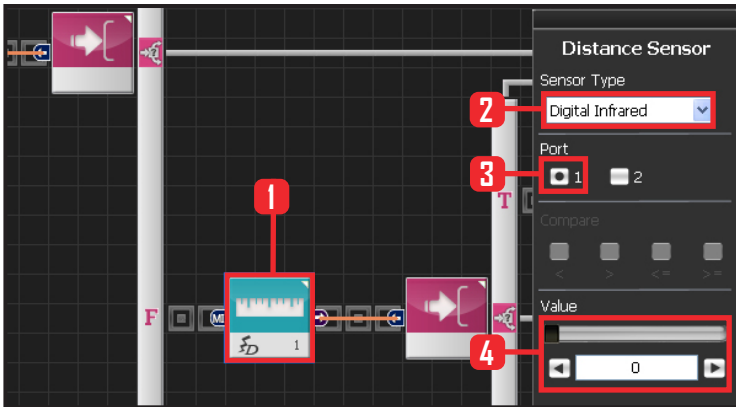 Distance Sensor
Sensor Type
2
Digital Infrared
Port
3
1
2
1
T
Compare
<
>
<=
>=
F
Value
1
4
0